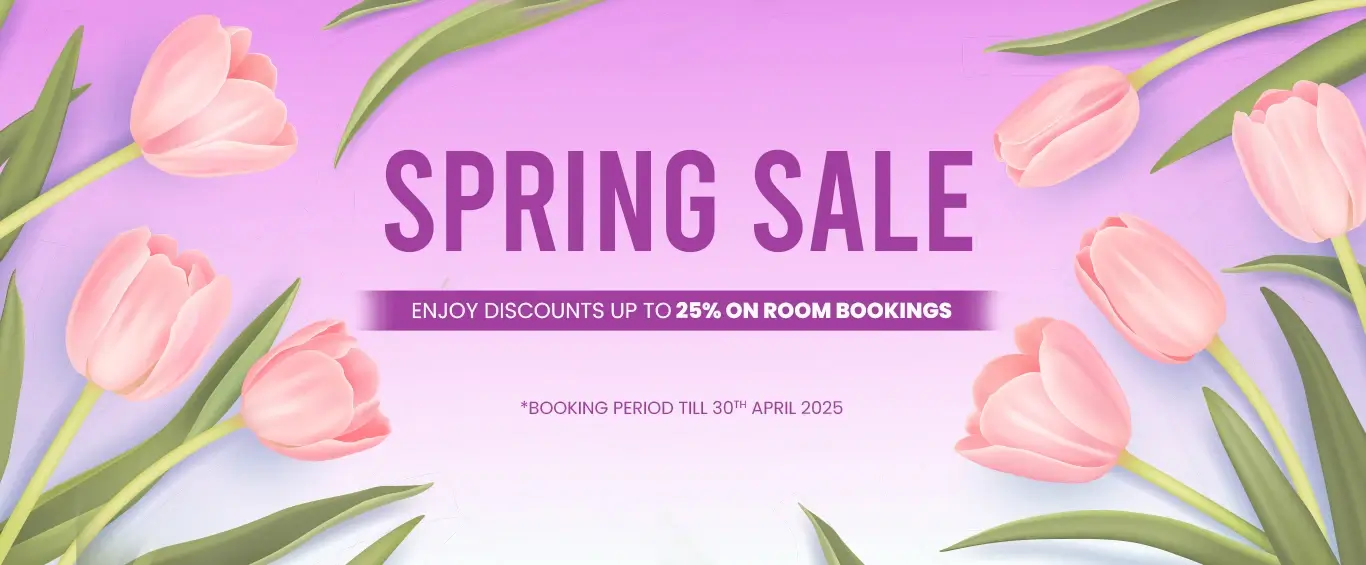 SPRING SALE
ENJOY DISCOUNTS UP TO 25% ON ROOM BOOKINGS
*BOOKING PERIOD TILL 30TH APRIL 2025